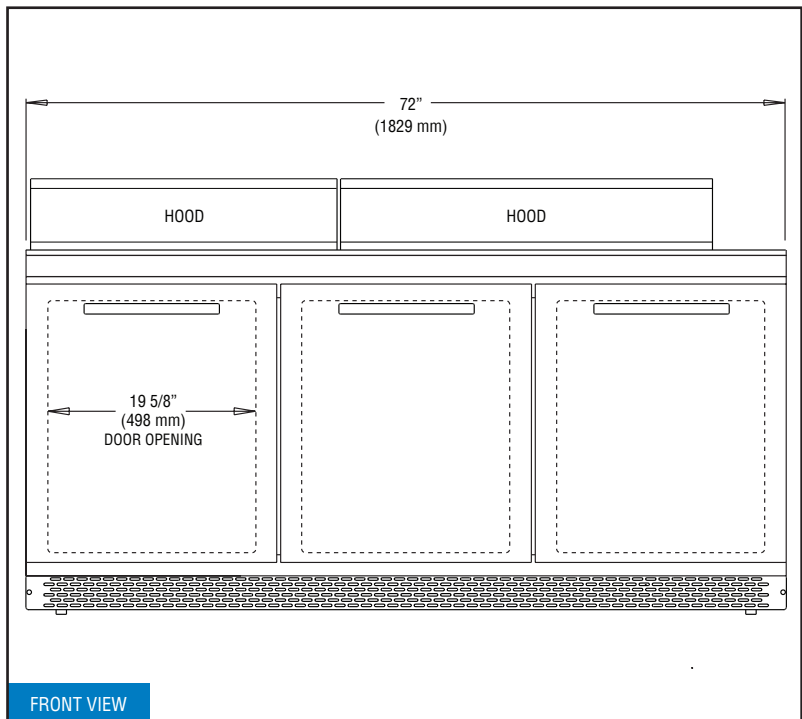 72”
(1829 mm)
HOOD
HOOD
19 5/8”
(498 mm)
DOOR OPENING
FRONT VIEW